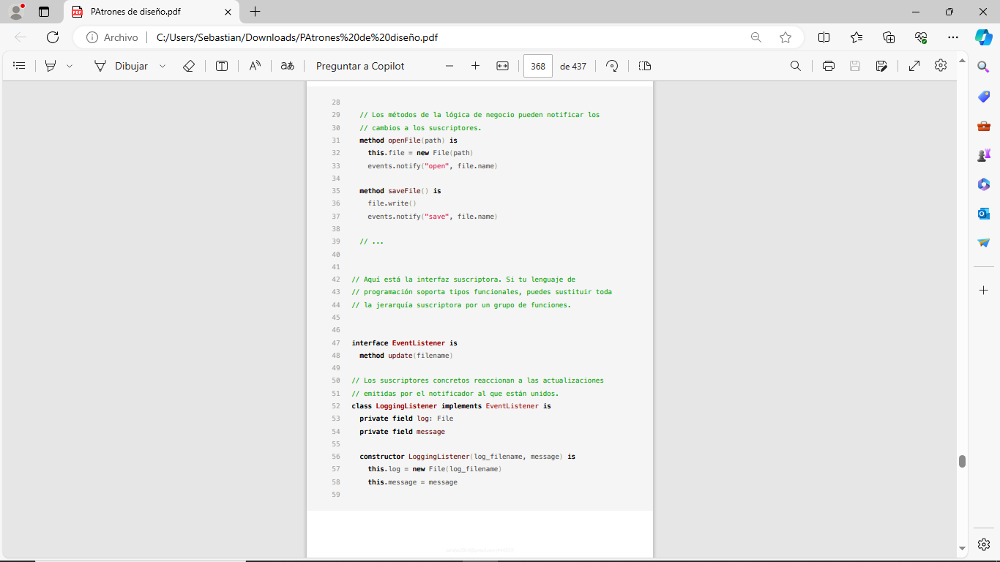 PAtrones de diseño.pdf
Archivo
C:/Users/Sebastian/Downloads/PAtrones%20de%20diseño.pdf
Dibujar
Preguntar a Copilot
368 de 437
28
29 // Los métodos de la lógica de negocio pueden notificar los
30 // cambios a los suscriptores.
31 method openFile(path) is
32 this.file = new File(path)
33 events.notify("open", file.name)
34
35 method saveFile() is
36 file.write()
37 events.notify("save", file.name)
38
39 // ...
40
41
42 // Aquí está la interfaz suscriptora. Si tu lenguaje de
43 // programación soporta tipos funcionales, puedes sustituir toda
44 // la jerarquía suscriptora por un grupo de funciones.
45
46
47 interface EventListener is
48 method update(filename)
49
50 // Los suscriptores concretos reaccionan a las actualizaciones
51 // emitidas por el notificador al que están unidos.
52 class LoggingListener implements EventListener is
53 private field log: File
54 private field message
55
56 constructor LoggingListener(log_filename, message) is
57 this.log = new File(log_filename)
58 this.message = message
59